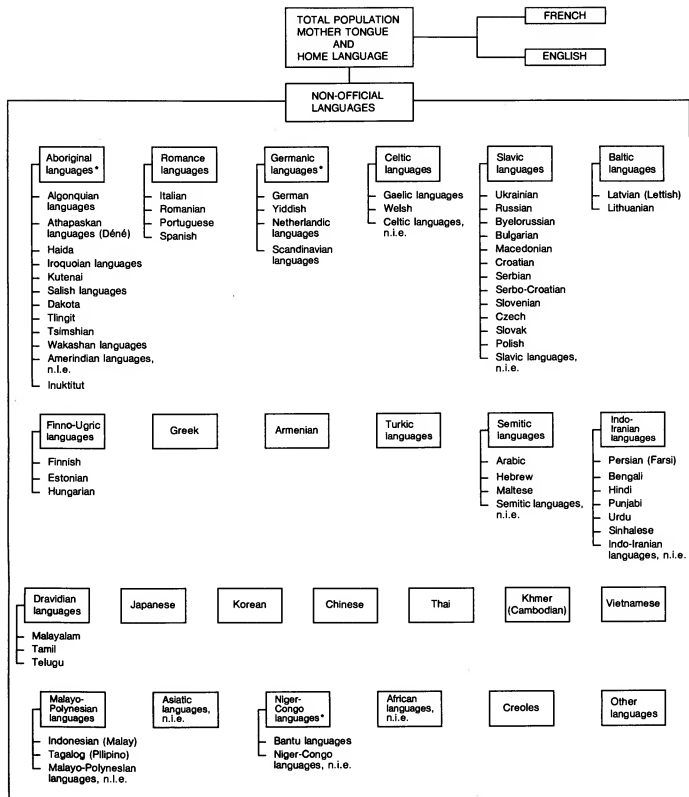 TOTAL POPULATION
MOTHER TONGUE
AND
HOME LANGUAGE
FRENCH
ENGLISH
NON-OFFICIAL
LANGUAGES
Aboriginal
languages*
Algonquian
languages
Athapaskan
languages (Déné)
Haida
Iroquoian languages
Kutenai
Salish languages
Dakota
Tlingit
Tsimshian
Wakashan languages
Amerindian languages,
n.i.e.
Inuktitut
Romance
languages
Italian
Romanian
Portuguese
Spanish
Germanic
languages*
German
Yiddish
Netherlandic
languages
Scandinavian
languages
Celtic
languages
Gaelic languages
Welsh
Celtic languages,
n.i.e.
Slavic
languages
Ukrainian
Russian
Byelorussian
Bulgarian
Macedonian
Croatian
Serbian
Serbo-Croatian
Slovenian
Czech
Slovak
Polish
Slavic languages,
n.i.e.
Baltic
languages
Latvian (Lettish)
Lithuanian
Finno-Ugric
languages
Finnish
Estonian
Hungarian
Greek
Armenian
Turkic
languages
Semitic
languages
Arabic
Hebrew
Maltese
Semitic languages,
n.i.e.
Indo-
Iranian
languages
Persian (Farsi)
Bengali
Hindi
Punjabi
Urdu
Sinhalese
Indo-Iranian
languages, n.i.e.
Dravidian
languages
Malayalam
Tamil
Telugu
Japanese
Korean
Chinese
Thai
Khmer
(Cambodian)
Vietnamese
Malayo-
Polynesian
languages
Indonesian (Malay)
Tagalog (Pilipino)
Malayo-Polynesian
languages, n.i.e.
Asiatic
languages,
n.i.e.
Niger-
Congo
languages*
Bantu languages
Niger-Congo
languages, n.i.e.
African
languages,
n.i.e.
Creoles
Other
languages